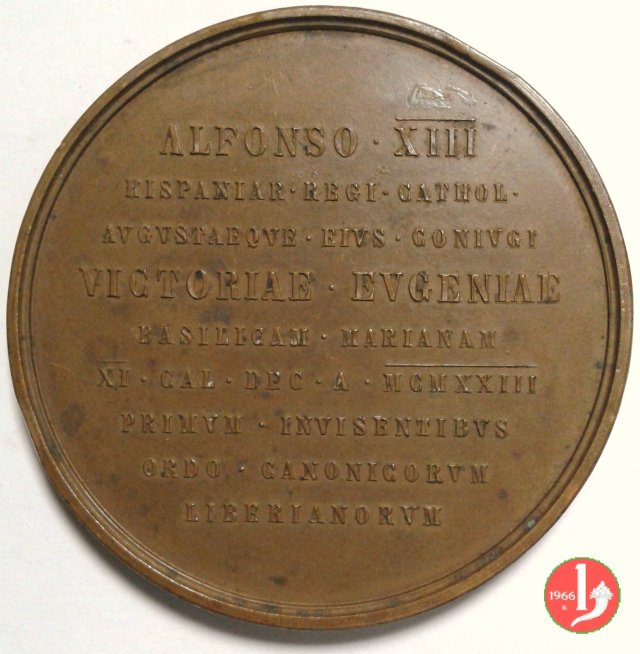 ALFONSO · XIII
HISPANIAR · REGI · CATHOL ·
AVGVSTAEQVE · EIVS · CONIVGI
VICTORIAE · EVGENIAE
BASILICAM · MARIANAM
XI · CAL · DEC · A · MCMXXIII
PRIMVM · INVISENTIBVS
ORDO · CANONICORVM
LIBERIANORVM
1966